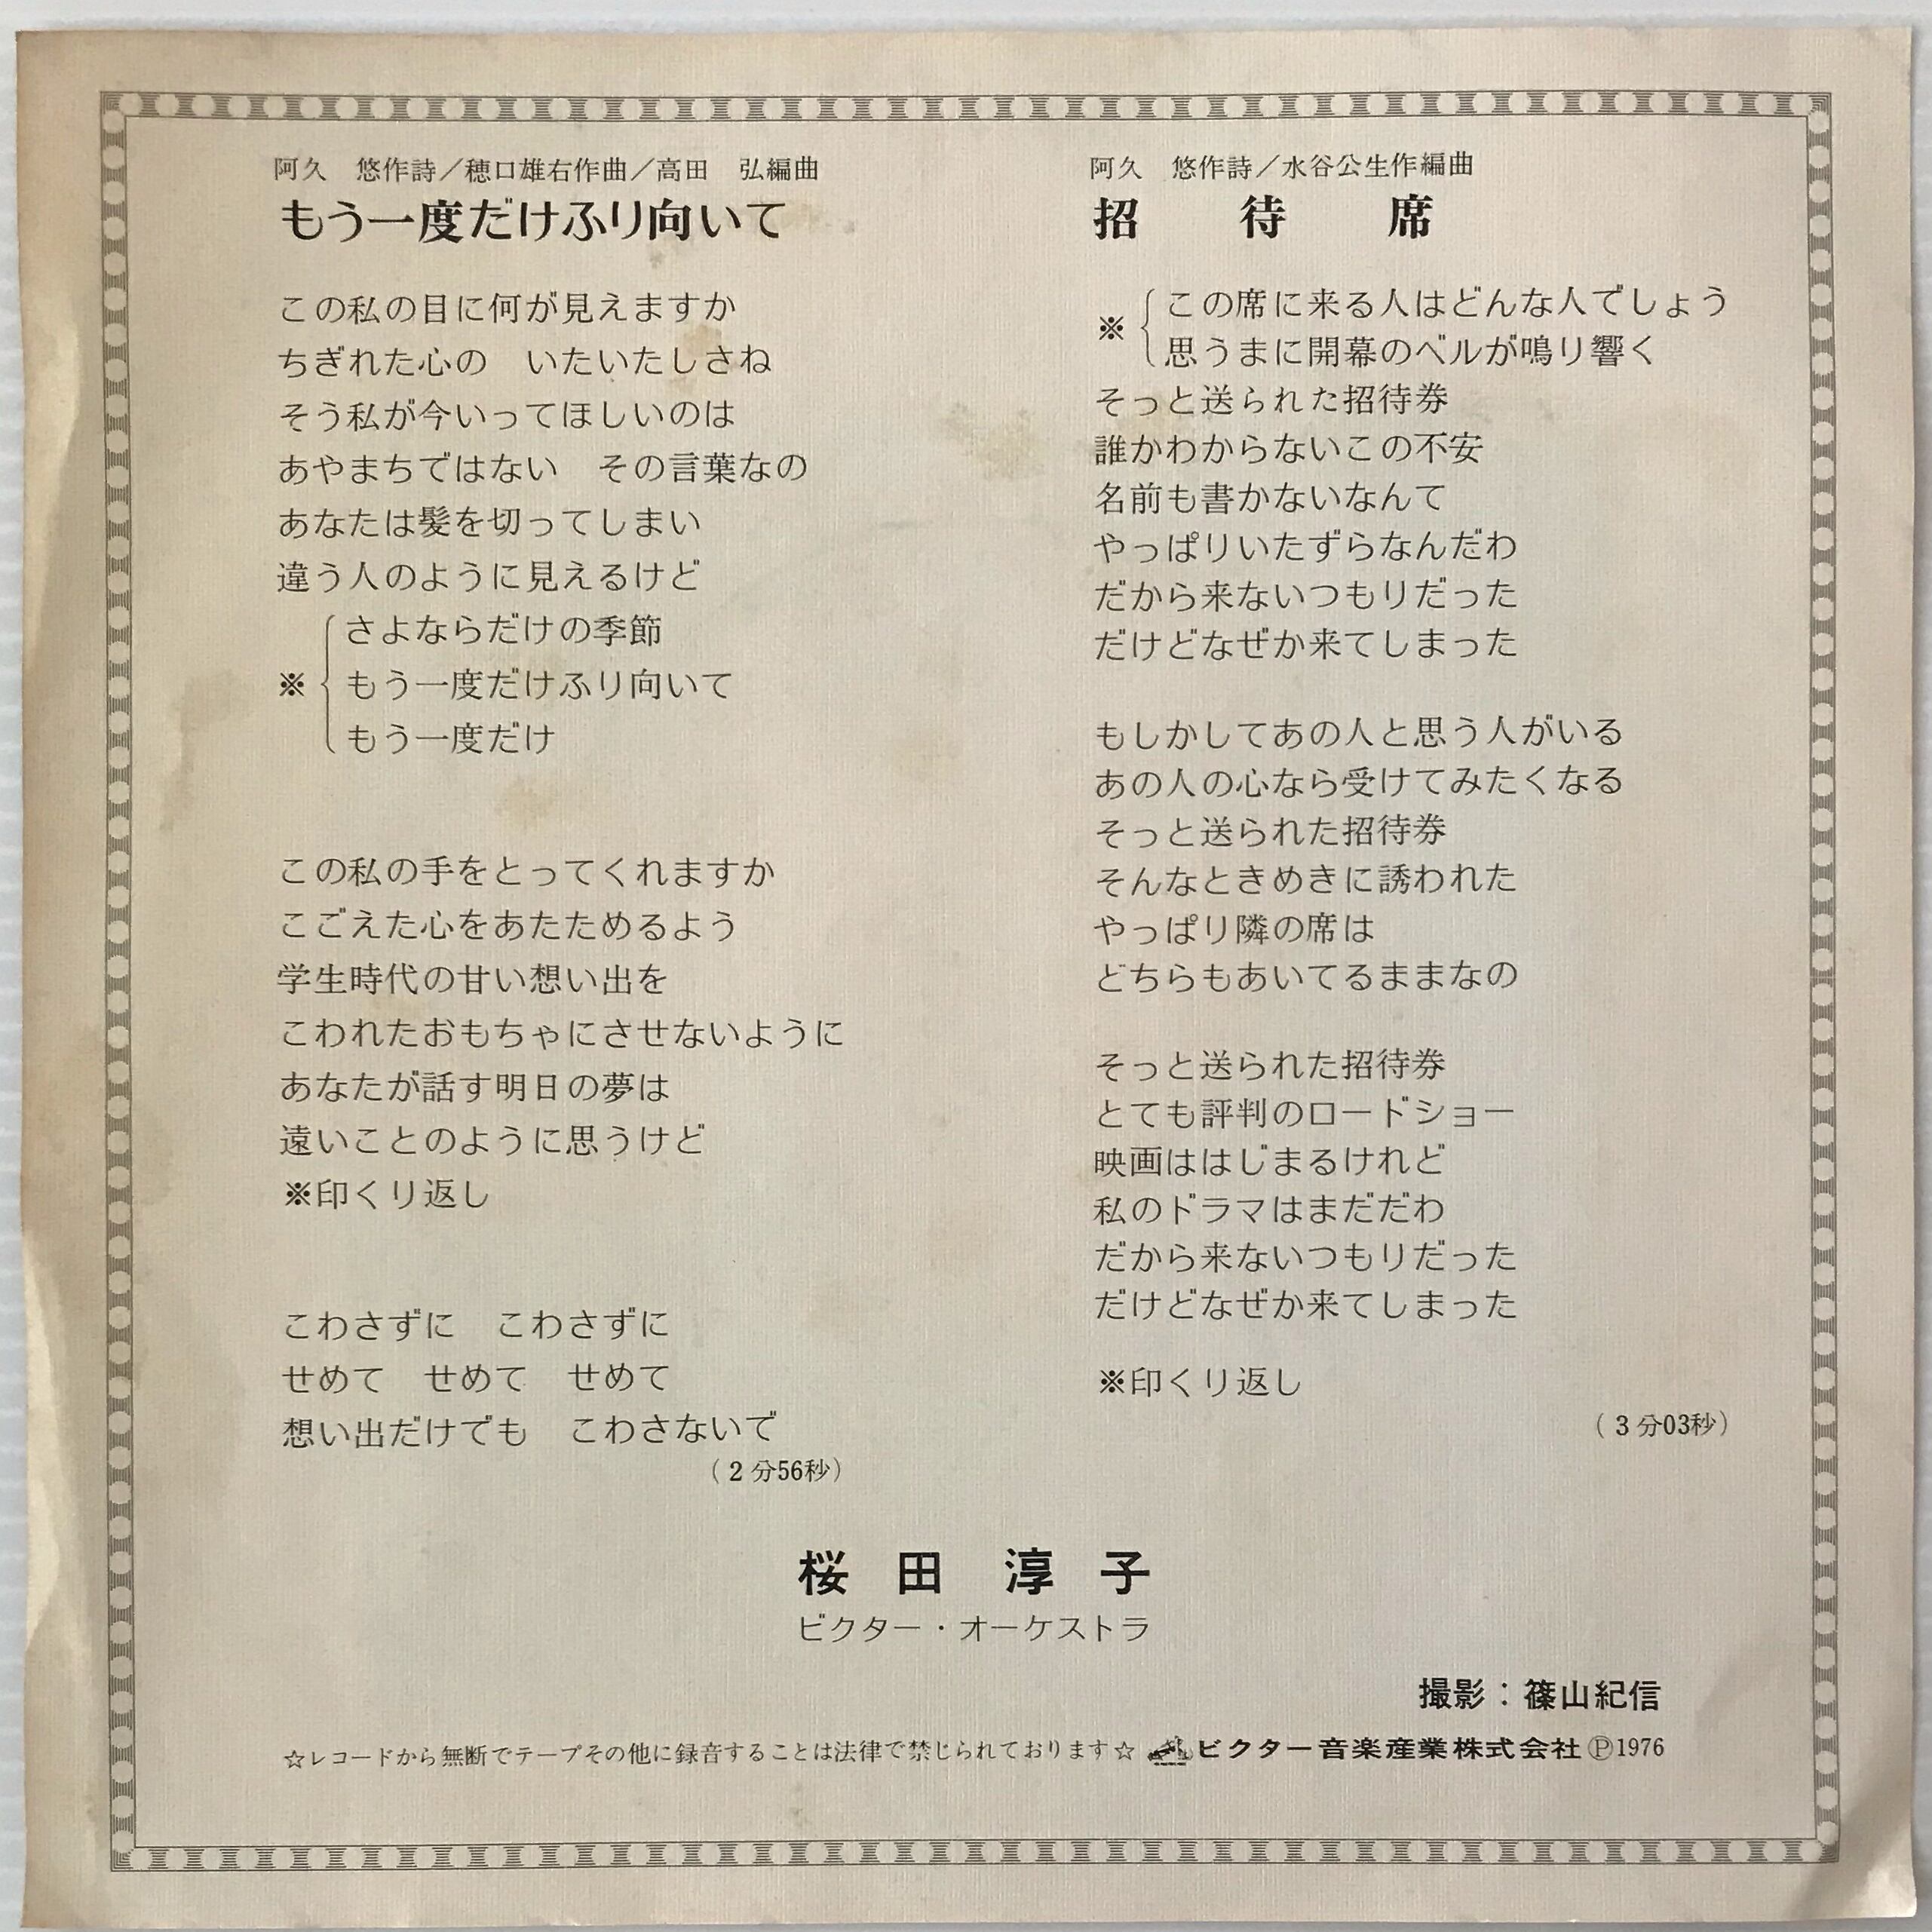 阿久　悠作詩／穂口雄右作曲／高田　弘編曲
もう一度だけふり向いて
この私の目に何が見えますか
ちぎれた心の　いたいたしさね
そう私が今いってほしいのは
あやまちではない　その言葉なの
あなたは髪を切ってしまい
違う人のように見えるけど
さよならだけの季節
※ もう一度だけふり向いて
もう一度だけ
この私の手をとってくれますか
こごえた心をあたためるよう
学生時代の甘い想い出を
こわれたおもちゃにさせないように
あなたが話す明日の夢は
遠いことのように思うけど
※印くり返し
こわさずに　こわさずに
せめて　せめて　せめて
想い出だけでも　こわさないで
（2分56秒）
阿久　悠作詩／水谷公生作編曲
招　待　席
※ この席に来る人はどんな人でしょう
思うまに開幕のベルが鳴り響く
そっと送られた招待券
誰かわからないこの不安
名前も書かないなんて
やっぱりいたずらなんだわ
だから来ないつもりだった
だけどなぜか来てしまった
もしかしてあの人と思う人がいる
あの人の心なら受けてみたくなる
そっと送られた招待券
そんなときめきに誘われた
やっぱり隣の席は
どちらもあいてるままなの
そっと送られた招待券
とても評判のロードショー
映画ははじまるけれど
私のドラマはまだだわ
だから来ないつもりだった
だけどなぜか来てしまった
※印くり返し
（3分03秒）
桜　田　淳　子
ビクター・オーケストラ
撮影：篠山紀信
☆レコードから無断でテープその他に録音することは法律で禁じられております☆ ビクター音楽産業株式会社Ⓟ1976